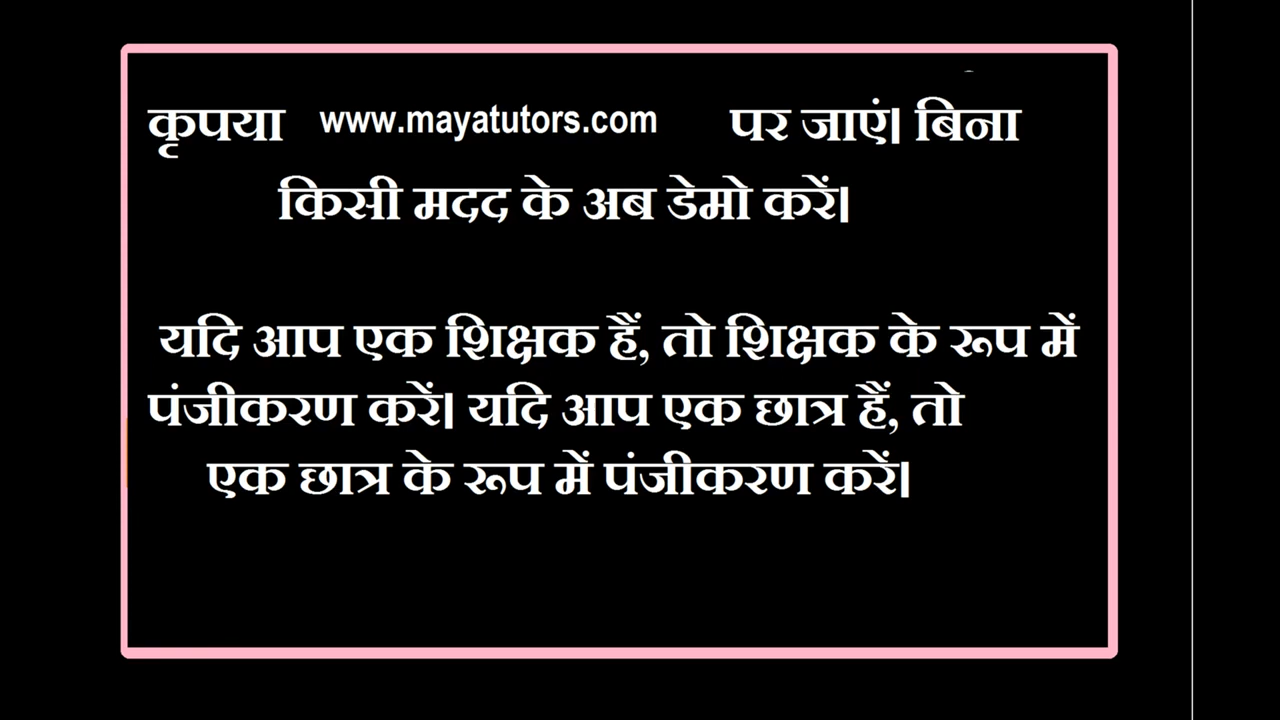 कृपया www.mayatutors.com पर जाएं। बिना
किसी मदद के अब डेमो करें।
यदि आप एक शिक्षक हैं, तो शिक्षक के रूप में
पंजीकरण करें। यदि आप एक छात्र हैं, तो
एक छात्र के रूप में पंजीकरण करें।